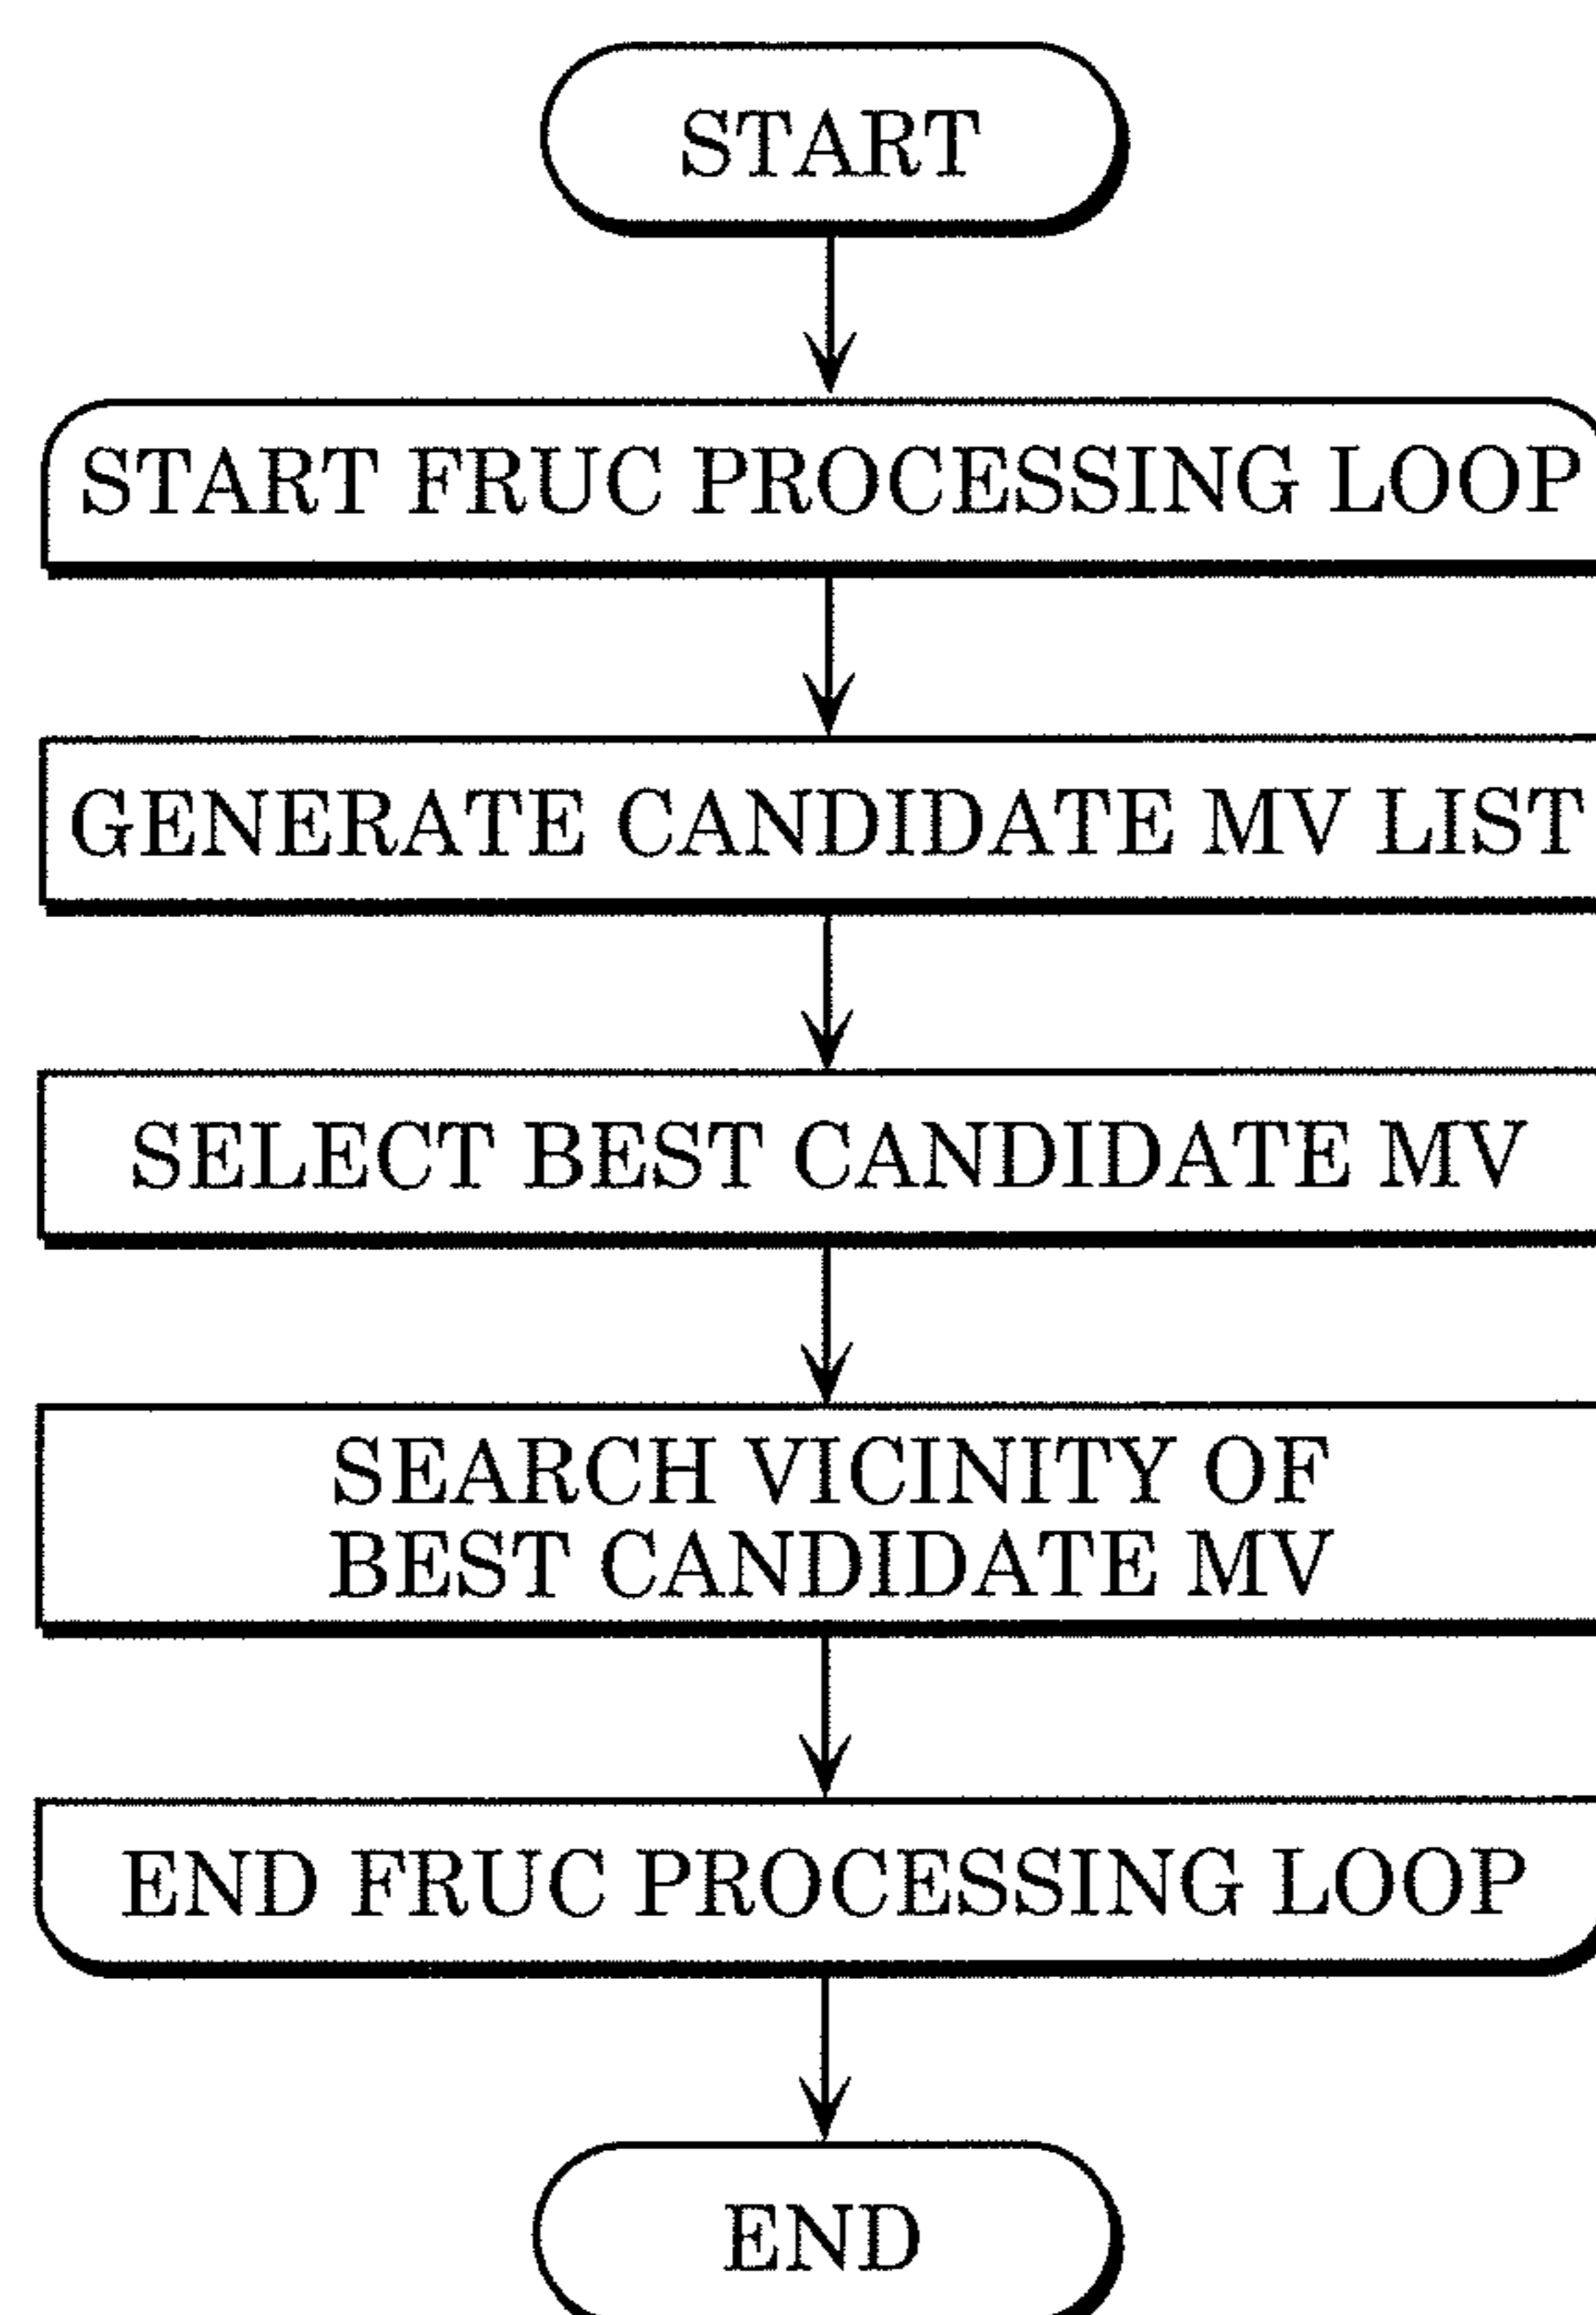 START
START FRUC PROCESSING LOOP
GENERATE CANDIDATE MV LIST
SELECT BEST CANDIDATE MV
SEARCH VICINITY OF
BEST CANDIDATE MV
END FRUC PROCESSING LOOP
END